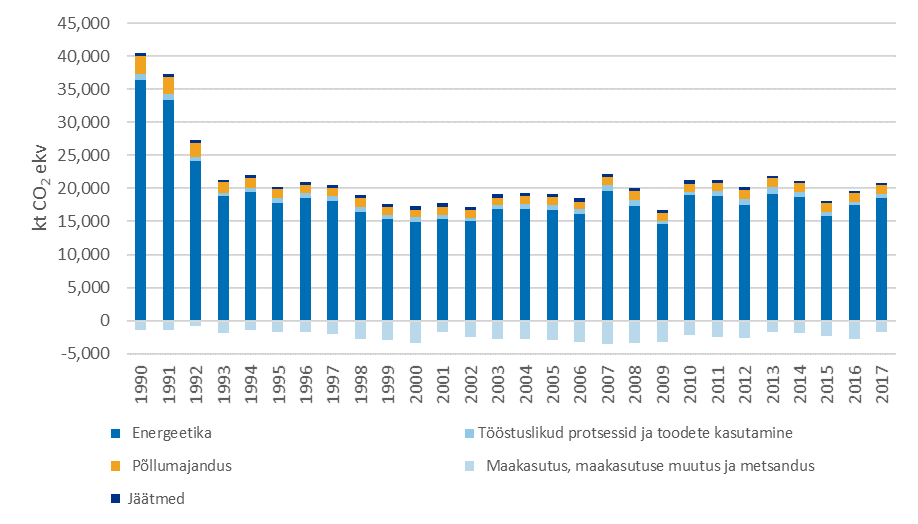 45,000
40,000
35,000
30,000
25,000
20,000
15,000
10,000
5,000
0
-5,000
kt CO₂ ekv
1990 1991 1992 1993 1994 1995 1996 1997 1998 1999 2000 2001 2002 2003 2004 2005 2006 2007 2008 2009 2010 2011 2012 2013 2014 2015 2016 2017
Energeetika
Tööstuslikud protsessid ja toodete kasutamine
Põllumajandus
Maakasutus, maakasutuse muutus ja metsandus
Jäätmed